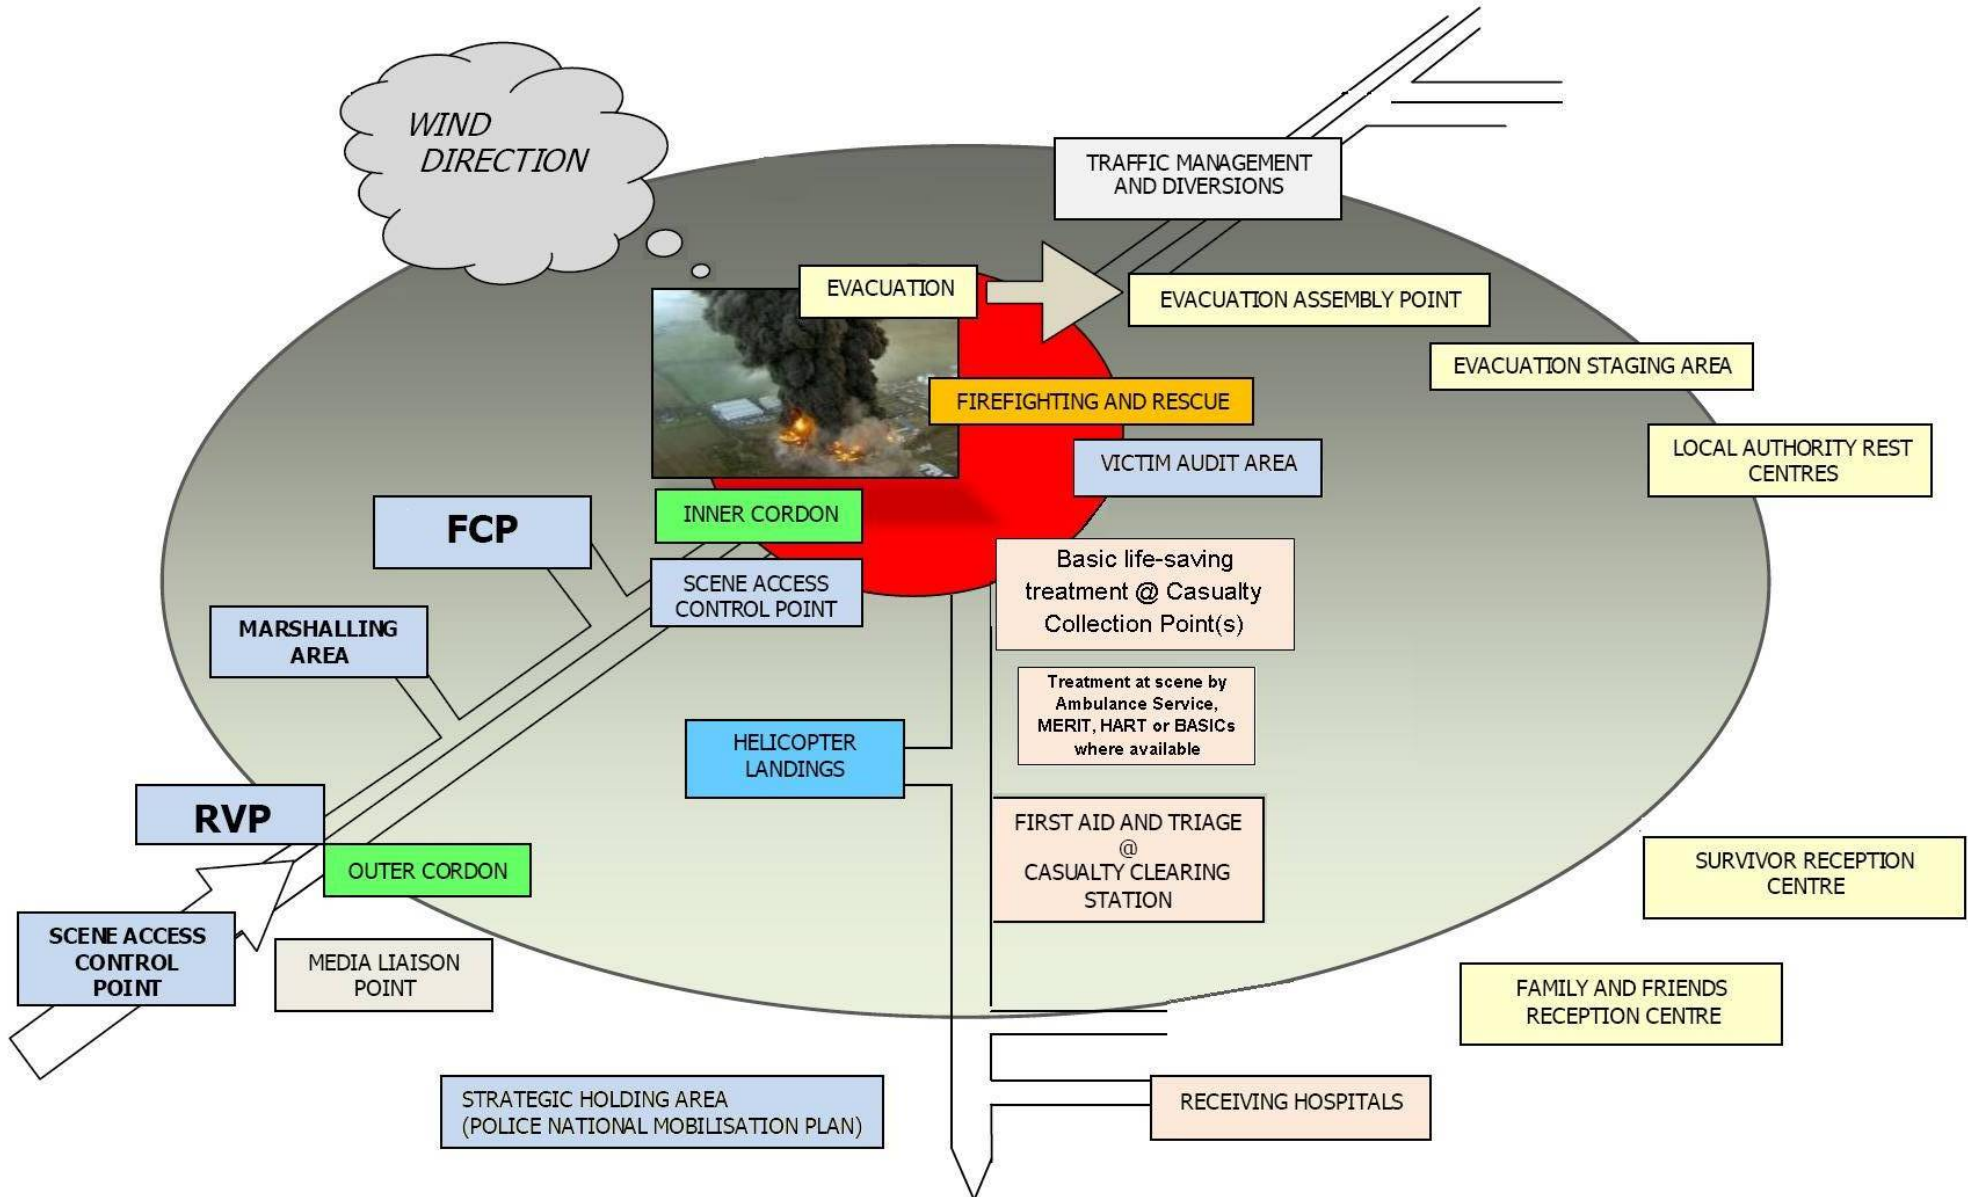 WIND
DIRECTION
TRAFFIC MANAGEMENT
AND DIVERSIONS
EVACUATION
EVACUATION ASSEMBLY POINT
EVACUATION STAGING AREA
FIREFIGHTING AND RESCUE
VICTIM AUDIT AREA
LOCAL AUTHORITY REST
CENTRES
FCP
INNER CORDON
SCENE ACCESS
CONTROL POINT
Basic life-saving
treatment @ Casualty
Collection Point(s)
MARSHALLING
AREA
Treatment at scene by
Ambulance Service,
MERIT, HART or BASICs
where available
HELICOPTER
LANDINGS
RVP
OUTER CORDON
FIRST AID AND TRIAGE
@
CASUALTY CLEARING
STATION
SURVIVOR RECEPTION
CENTRE
SCENE ACCESS
CONTROL
POINT
MEDIA LIAISON
POINT
FAMILY AND FRIENDS
RECEPTION CENTRE
STRATEGIC HOLDING AREA
(POLICE NATIONAL MOBILISATION PLAN)
RECEIVING HOSPITALS